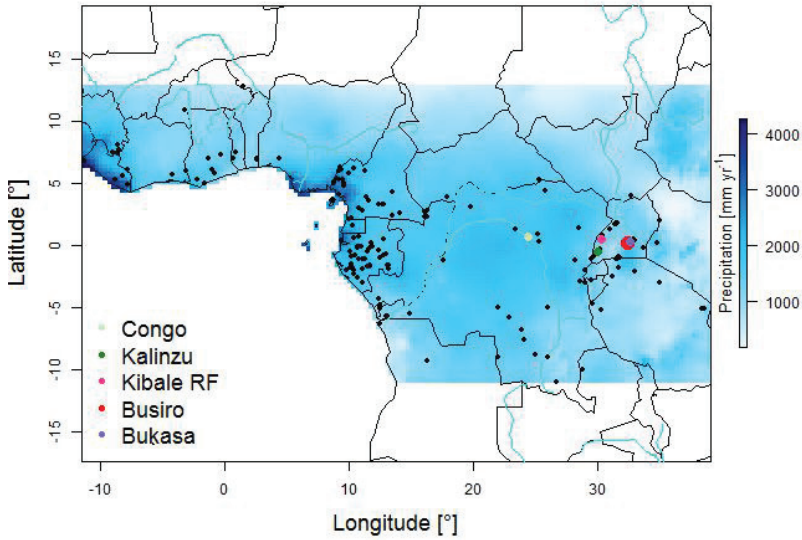 15
10
5
0
-5
-10
-15
Latitude [°]
Congo
Kalinzu
Kibale RF
Busiro
Bukasa
-10
0
10
20
30
Longitude [°]
4000
3000
2000
1000
Precipitation [mm yr⁻¹]